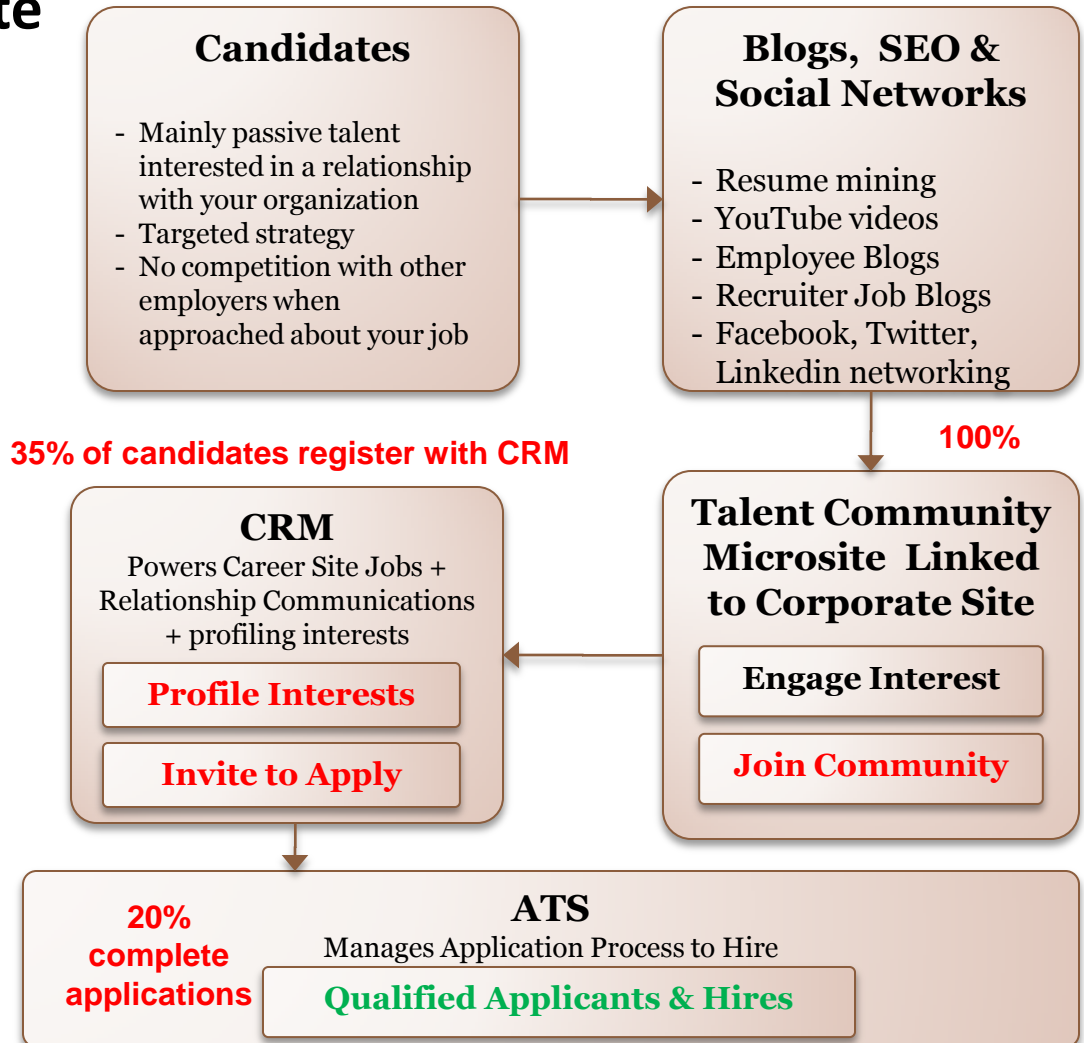 te
Candidates
- Mainly passive talent
interested in a relationship
with your organization
- Targeted strategy
- No competition with other
employers when
approached about your job
Blogs, SEO &
Social Networks
- Resume mining
- YouTube videos
- Employee Blogs
- Recruiter Job Blogs
- Facebook, Twitter,
Linkedin networking
100%
Talent Community
Microsite Linked
to Corporate Site
Engage Interest
Join Community
35% of candidates register with CRM
CRM
Powers Career Site Jobs +
Relationship Communications
+ profiling interests
Profile Interests
Invite to Apply
20%
complete
applications
ATS
Manages Application Process to Hire
Qualified Applicants & Hires